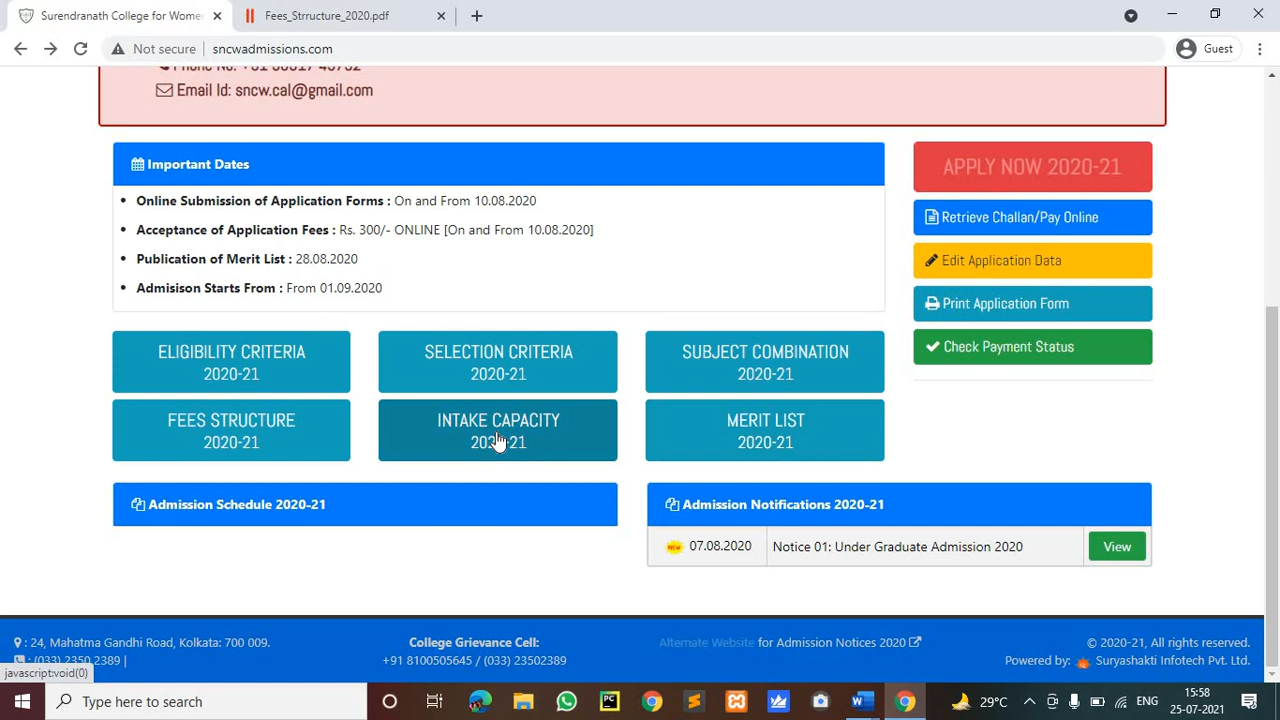 Surendranath College for Wome
Fees_Strructure_2020.pdf
Not secure
sncwadmissions.com
Guest
Email Id: sncw.cal@gmail.com
Important Dates
Online Submission of Application Forms : On and From 10.08.2020
Acceptance of Application Fees : Rs. 300/- ONLINE [On and From 10.08.2020]
Publication of Merit List : 28.08.2020
Admisison Starts From : From 01.09.2020
APPLY NOW 2020-21
Retrieve Challan/Pay Online
Edit Application Data
Print Application Form
Check Payment Status
ELIGIBILITY CRITERIA
2020-21
SELECTION CRITERIA
2020-21
SUBJECT COMBINATION
2020-21
FEES STRUCTURE
2020-21
INTAKE CAPACITY
2020-21
MERIT LIST
2020-21
Admission Schedule 2020-21
Admission Notifications 2020-21
NEW 07.08.2020 Notice 01: Under Graduate Admission 2020 View
: 24, Mahatma Gandhi Road, Kolkata: 700 009.
: (033) 2350 2389 |
College Grievance Cell:
+91 8100505645 / (033) 23502389
Alternate Website for Admission Notices 2020
© 2020-21, All rights reserved.
Powered by: Suryashakti Infotech Pvt. Ltd.
javascript:void(0)
Type here to search
PC
29°C
ENG
15:58
25-07-2021